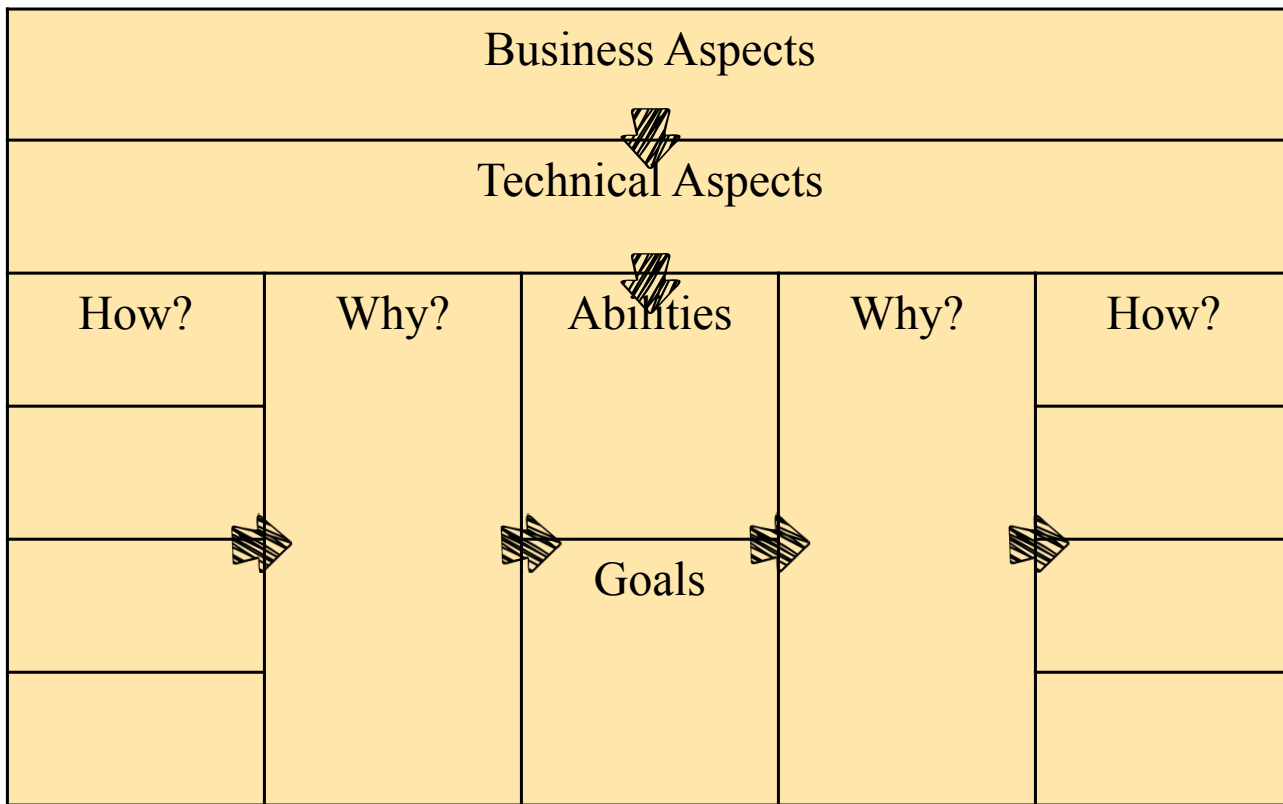 Business Aspects
Technical Aspects
How?
Why?
Abilities
Why?
How?
Goals